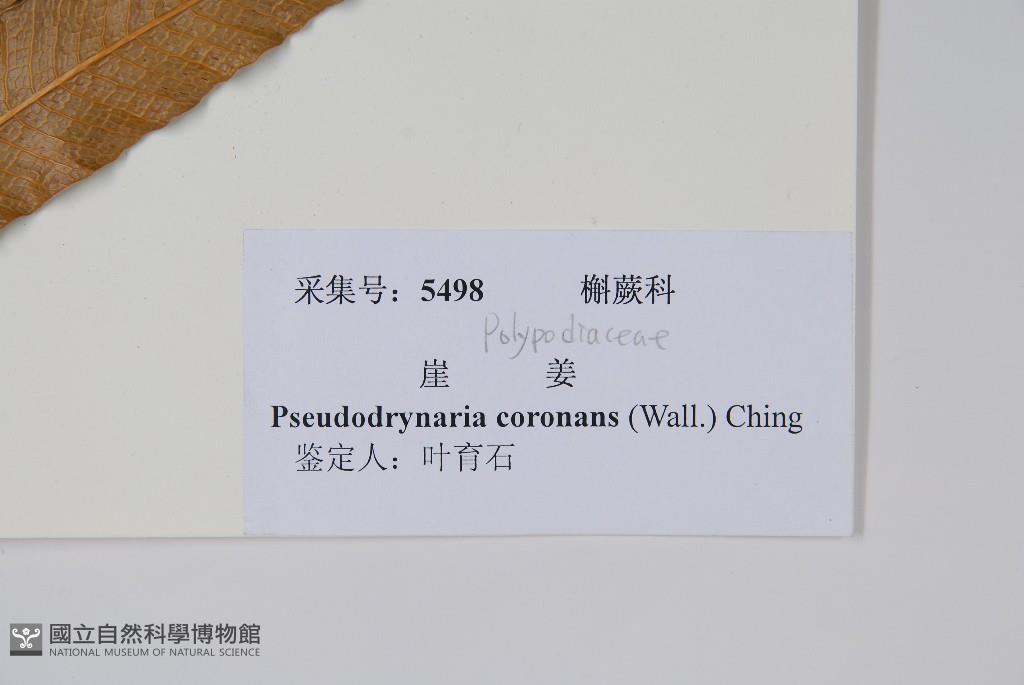 采集号：5498 槲蕨科
Polypodiaceae
崖 姜
Pseudodrynaria coronans (Wall.) Ching
鉴定人：叶育石
國立自然科學博物館
NATIONAL MUSEUM OF NATURAL SCIENCE